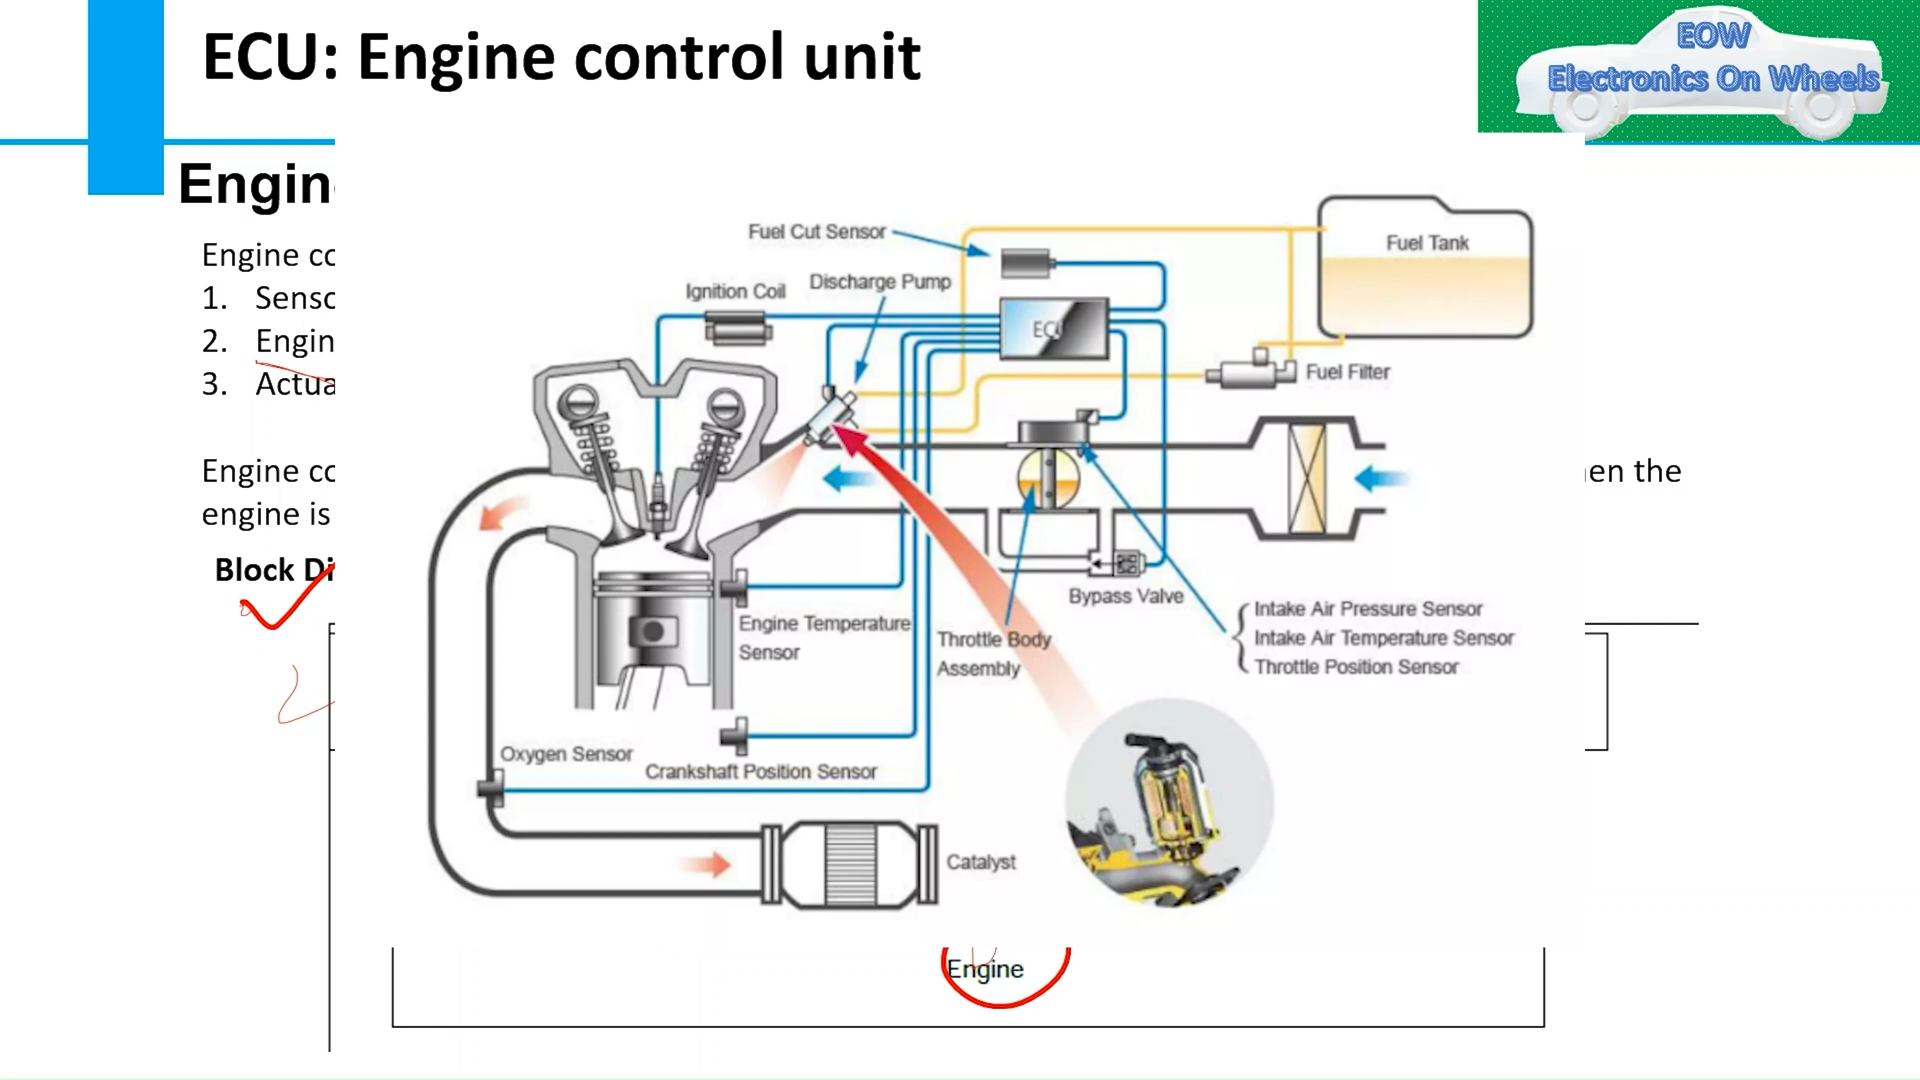 ECU: Engine control unit
EOW
Electronics On Wheels
Engin
Engine co
1. Senso
2. Engin
3. Actua
Engine co
en the
engine is
Block Di
Fuel Cut Sensor
Discharge Pump
Ignition Coil
ECU
Fuel Tank
Fuel Filter
Bypass Valve
Engine Temperature
Sensor
Throttle Body
Assembly
Intake Air Pressure Sensor
Intake Air Temperature Sensor
Throttle Position Sensor
Oxygen Sensor
Crankshaft Position Sensor
Catalyst
Engine